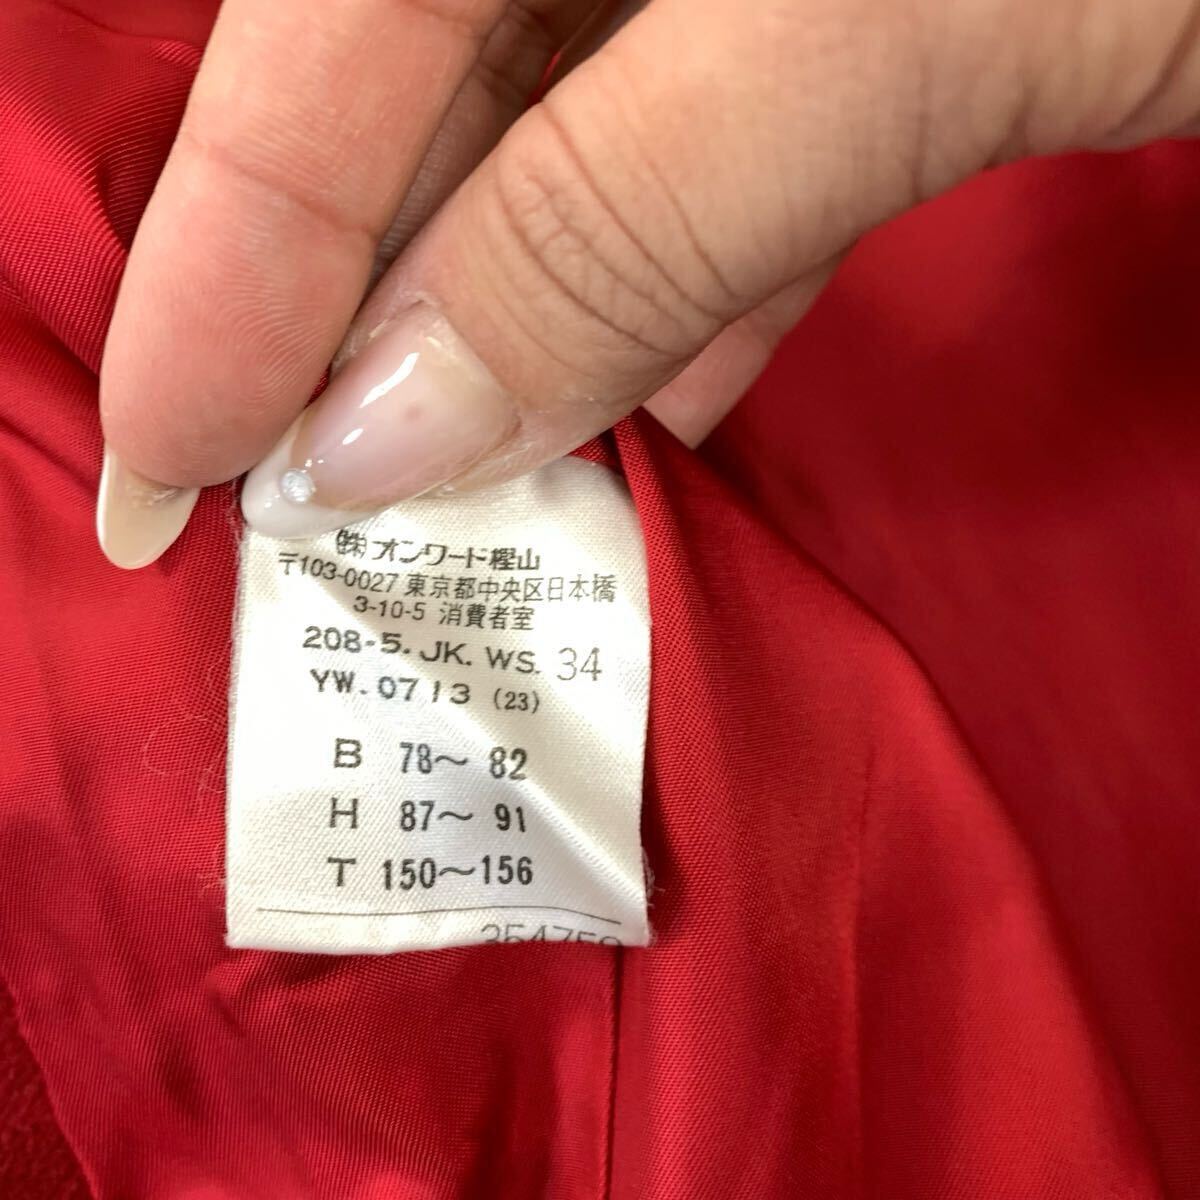 ㈱オンワード樫山
〒103-0027 東京都中央区日本橋
3-10-5 消費者室
208-5. JK. WS. 34
YW. 0713 (23)
B 78〜 82
H 87〜 91
T 150〜156